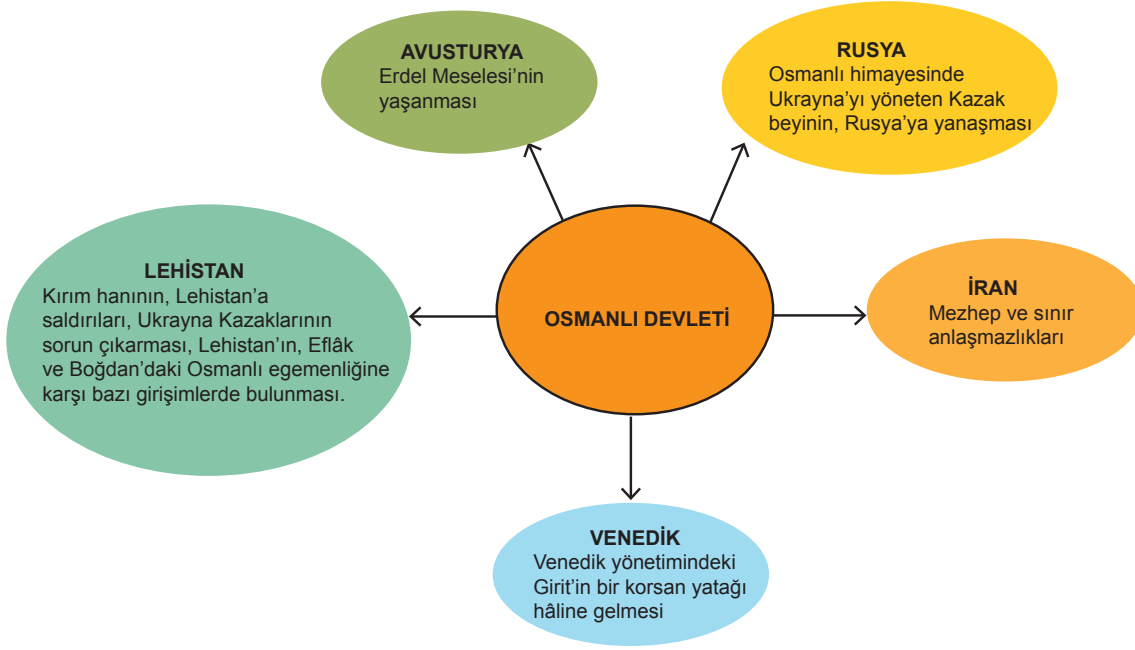 AVUSTURYA
Erdel Meselesi’nin
yaşanması
RUSYA
Osmanlı himayesinde
Ukrayna’yı yöneten Kazak
beyinin, Rusya’ya yanaşması
LEHİSTAN
Kırım hanının, Lehistan’a
saldırıları, Ukrayna Kazaklarının
sorun çıkarması, Lehistan’ın, Eflâk
ve Boğdan’daki Osmanlı egemenliğine
karşı bazı girişimlerde bulunması.
OSMANLI DEVLETİ
İRAN
Mezhep ve sınır
anlaşmazlıkları
VENEDİK
Venedik yönetimindeki
Girit’in bir korsan yatağı
hâline gelmesi